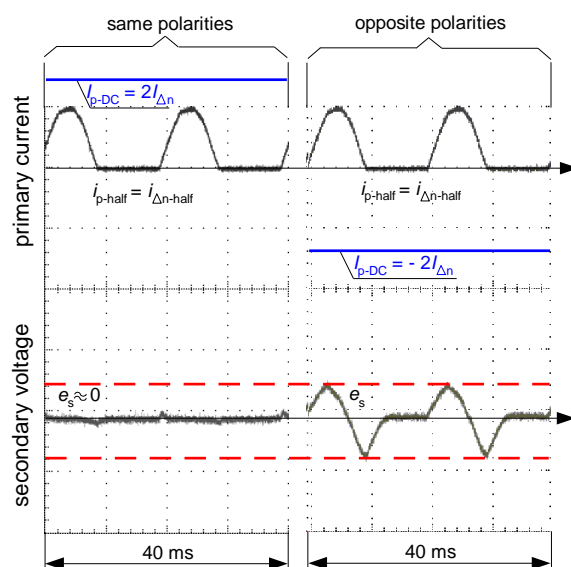 same polarities
opposite polarities
primary current
I_p-DC = 2I_Δn
i_p-half = i_Δn-half
i_p-half = i_Δn-half
I_p-DC = - 2I_Δn
secondary voltage
e_s≈0
e_s
40 ms
40 ms